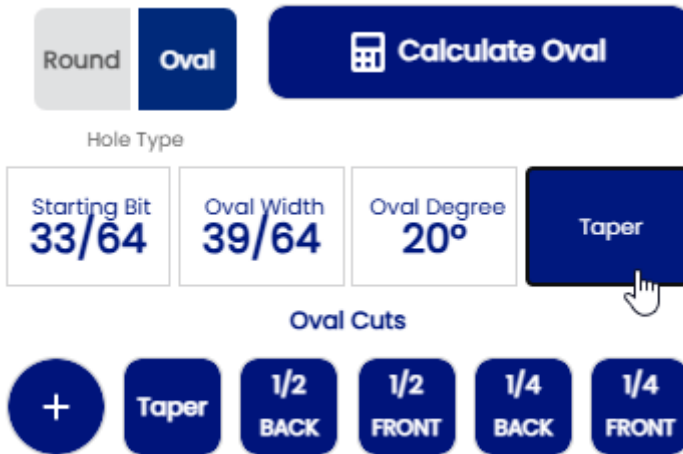 Round
Oval
Calculate Oval
Hole Type
Starting Bit
33/64
Oval Width
39/64
Oval Degree
20°
Taper
Oval Cuts
+
Taper
1/2
BACK
1/2
FRONT
1/4
BACK
1/4
FRONT